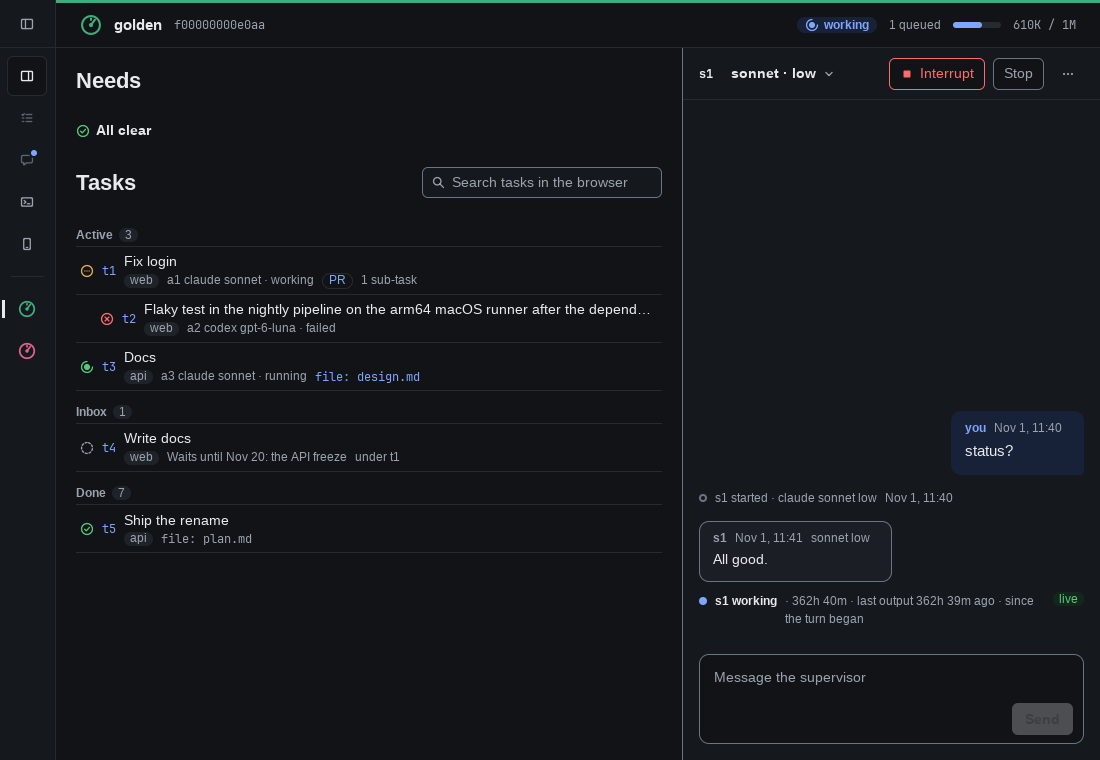 golden f00000000e0aa
working 1 queued 610K / 1M
Needs
All clear
Tasks
Search tasks in the browser
Active 3
t1 Fix login
web a1 claude sonnet · working PR 1 sub-task
t2 Flaky test in the nightly pipeline on the arm64 macOS runner after the depend…
web a2 codex gpt-6-luna · failed
t3 Docs
api a3 claude sonnet · running file: design.md
Inbox 1
t4 Write docs
web Waits until Nov 20: the API freeze under t1
Done 7
t5 Ship the rename
api file: plan.md
s1 sonnet · low Interrupt Stop
you Nov 1, 11:40
status?
s1 started · claude sonnet low Nov 1, 11:40
s1 Nov 1, 11:41 sonnet low
All good.
s1 working · 362h 40m · last output 362h 39m ago · since live
the turn began
Message the supervisor
Send